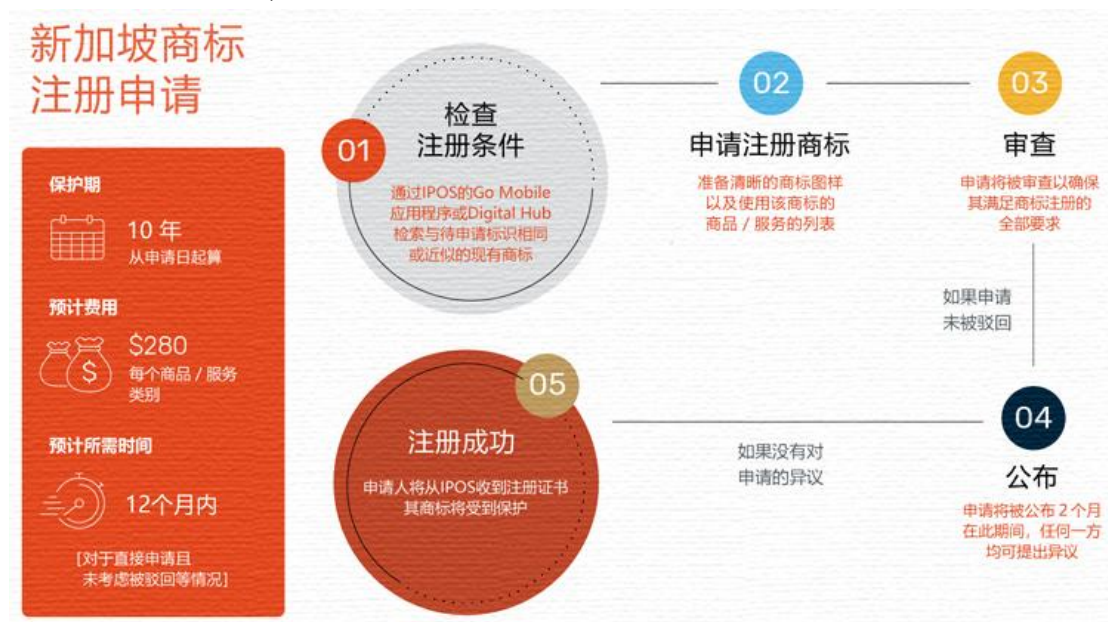 新加坡商标
注册申请
保护期
10 年
从申请日起算
预计费用
$280
$
每个商品 / 服务
类别
预计所需时间
12个月内
[对于直接申请且
未考虑被驳回等情况]
01
检查
注册条件
通过IPOS的Go Mobile
应用程序或Digital Hub
检索与待申请标识相同
或近似的现有商标
02
申请注册商标
准备清晰的商标图样
以及使用该商标的
商品 / 服务的列表
03
审查
申请将被审查以确保
其满足商标注册的
全部要求
如果申请
未被驳回
04
公布
申请将被公布 2 个月
在此期间，任何一方
均可提出异议
如果没有对
申请的异议
05
注册成功
申请人将从IPOS收到注册证书
其商标将受到保护